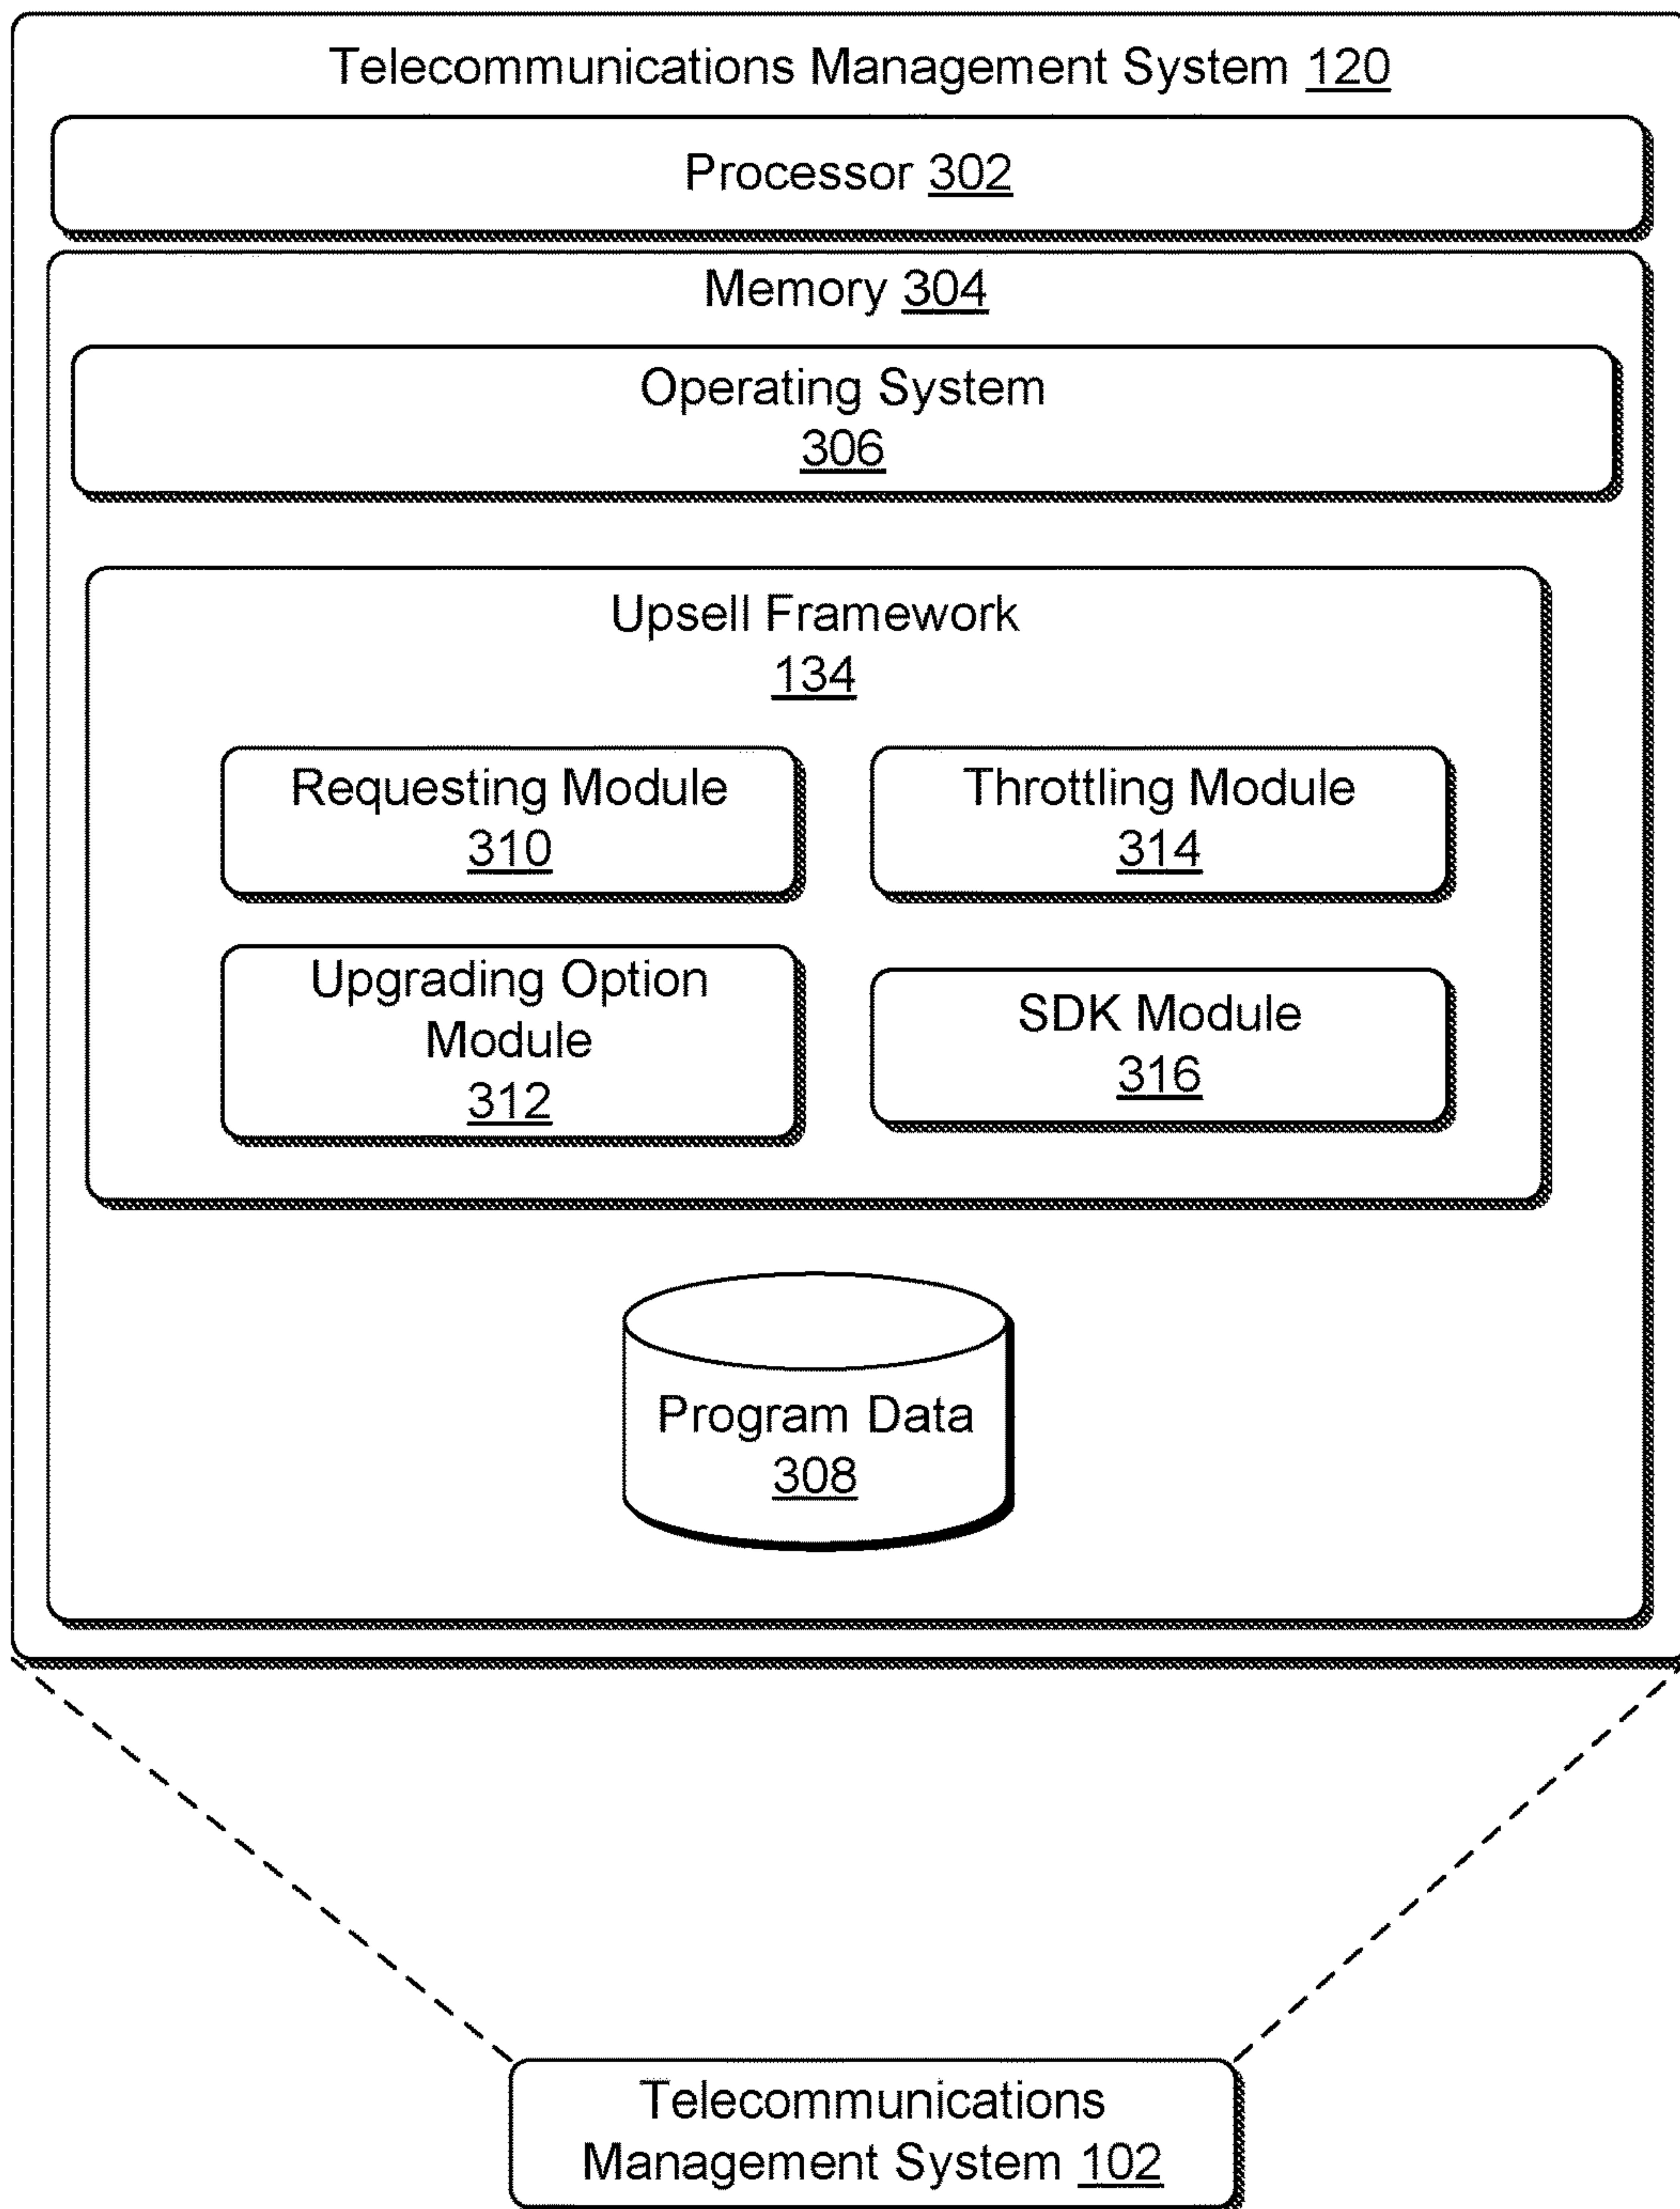 Telecommunications Management System 120
Processor 302
Memory 304
Operating System
306
Upsell Framework
134
Requesting Module
310
Throttling Module
314
Upgrading Option
Module
312
SDK Module
316
Program Data
308
Telecommunications
Management System 102